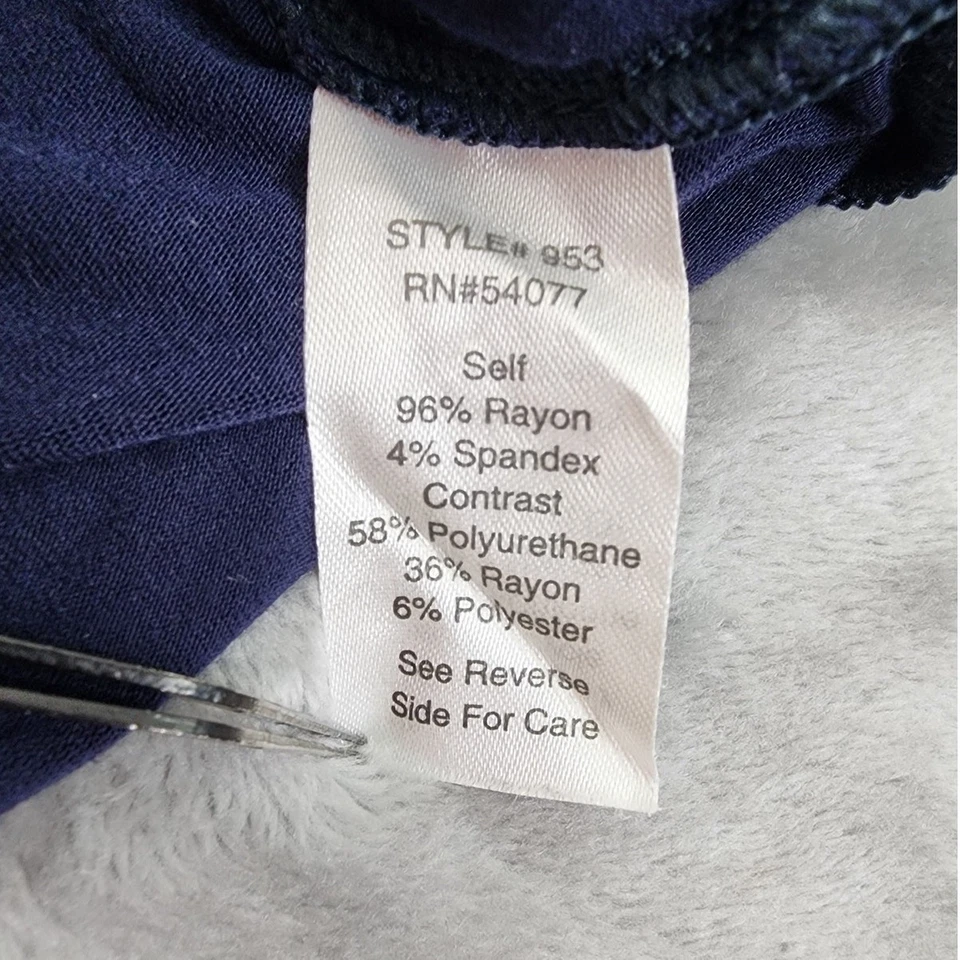 STYLE# 953
RN#54077
Self
96% Rayon
4% Spandex
Contrast
58% Polyurethane
36% Rayon
6% Polyester
See Reverse
Side For Care